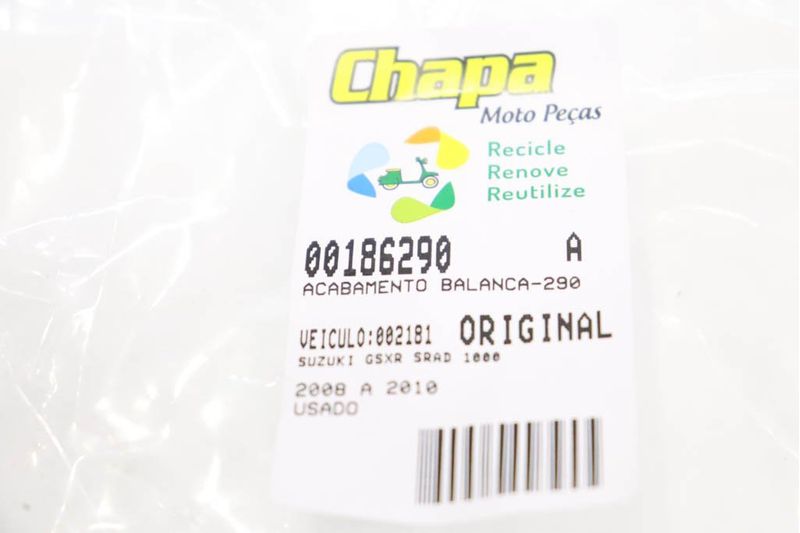 Chapa
Moto Peças
Recicle
Renove
Reutilize
00186290 A
ACABAMENTO BALANCA-290
VEICULO:002181 ORIGINAL
SUZUKI GSXR SRAD 1000
2008 A 2010
USADO